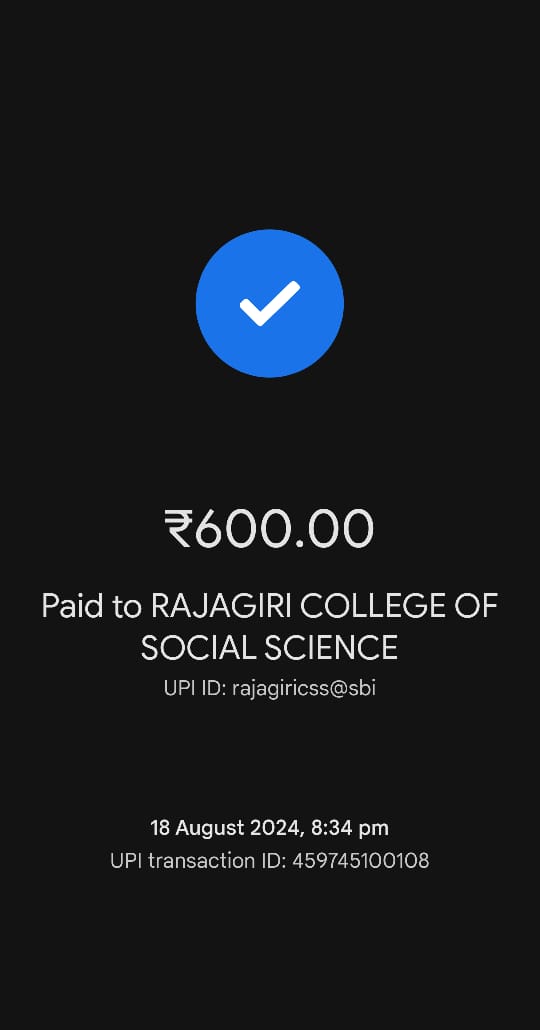 ₹600.00
Paid to RAJAGIRI COLLEGE OF
SOCIAL SCIENCE
UPI ID: rajagiricss@sbi
18 August 2024, 8:34 pm
UPI transaction ID: 459745100108